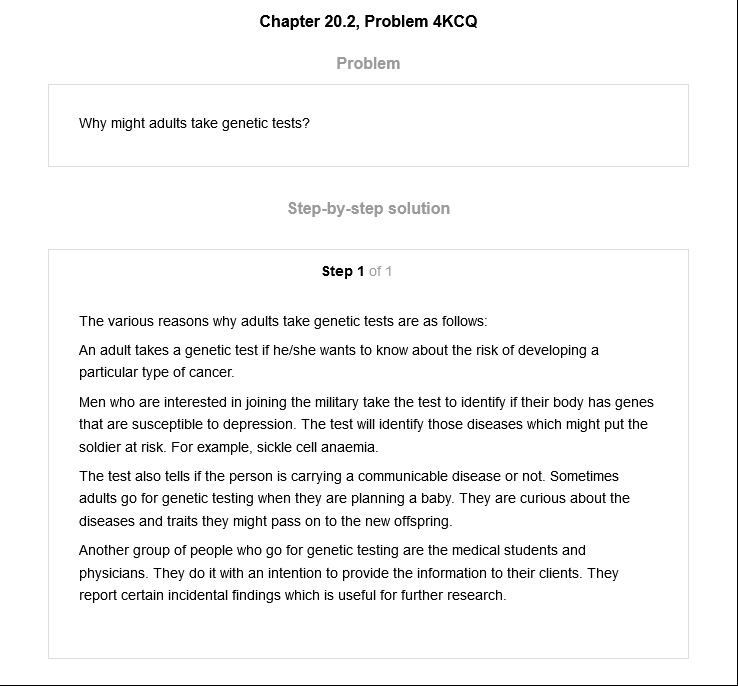 Chapter 20.2, Problem 4KCQ
Problem
Why might adults take genetic tests?
Step-by-step solution
Step 1 of 1
The various reasons why adults take genetic tests are as follows:
An adult takes a genetic test if he/she wants to know about the risk of developing a
particular type of cancer.
Men who are interested in joining the military take the test to identify if their body has genes
that are susceptible to depression. The test will identify those diseases which might put the
soldier at risk. For example, sickle cell anaemia.
The test also tells if the person is carrying a communicable disease or not. Sometimes
adults go for genetic testing when they are planning a baby. They are curious about the
diseases and traits they might pass on to the new offspring.
Another group of people who go for genetic testing are the medical students and
physicians. They do it with an intention to provide the information to their clients. They
report certain incidental findings which is useful for further research.